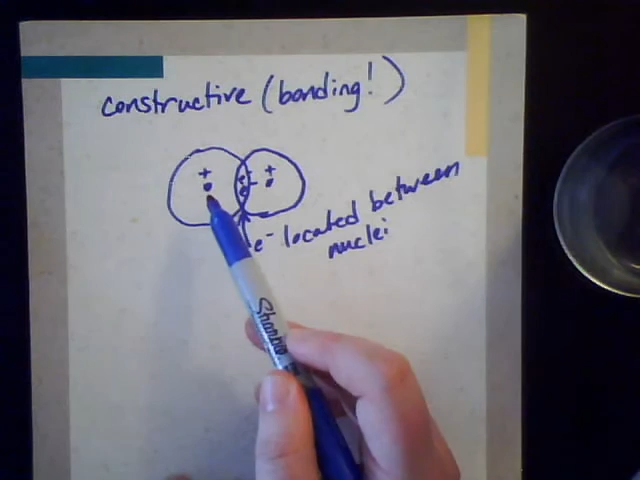 constructive (bonding!)
+ +
e⁻ located between
nuclei
Sharpie